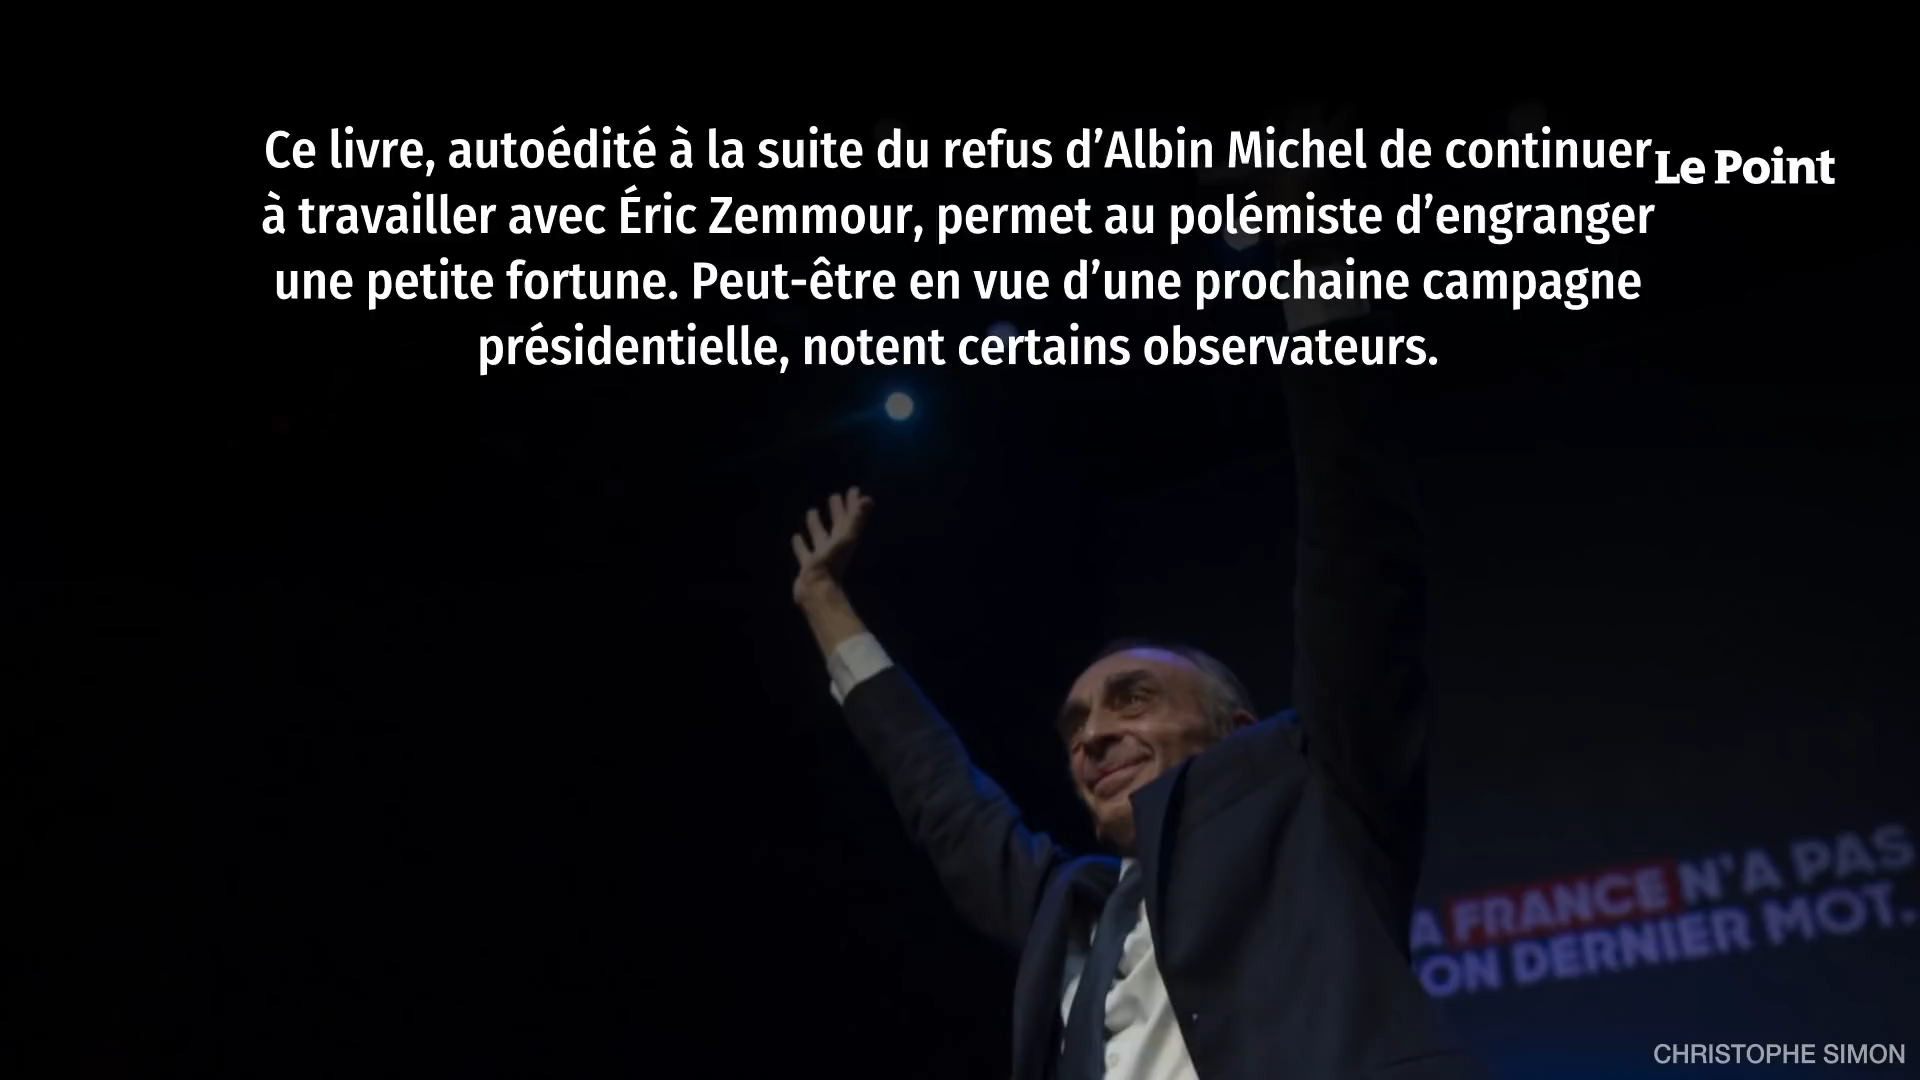 Ce livre, autoédité à la suite du refus d’Albin Michel de continuer
à travailler avec Éric Zemmour, permet au polémiste d’engranger
une petite fortune. Peut-être en vue d’une prochaine campagne
présidentielle, notent certains observateurs.
Le Point
A FRANCE N’A PAS
ON DERNIER MOT.
CHRISTOPHE SIMON